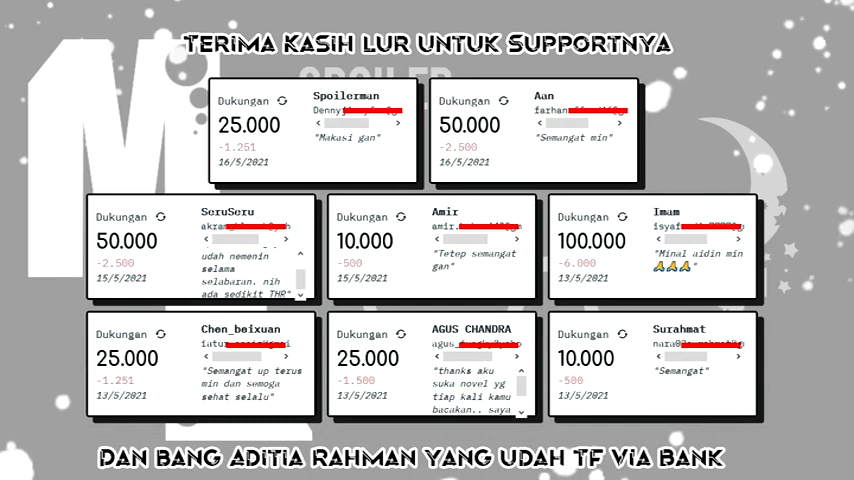 TERIMA KASIH LUR UNTUK SUPPORTNYA
SPOILER
Dukungan
25.000
-1.251
16/5/2021
Spoilerman
"Makasi gan"
Dukungan
50.000
-2.500
16/5/2021
Aan
"Semangat min"
Dukungan
50.000
-2.500
15/5/2021
SeruSeru
udah nemenin
selama
selabaran. nih
ada sedikit THR"
Dukungan
10.000
-500
15/5/2021
Amir
"Tetep semangat
gan"
Dukungan
100.000
-6.000
13/5/2021
Imam
"Minal aidin min
🙏🙏🙏"
Dukungan
25.000
-1.251
13/5/2021
Chen_beixuan
"Semangat up terus
min dan semoga
sehat selalu"
Dukungan
25.000
-1.500
13/5/2021
AGUS CHANDRA
"thanks aku
suka novel yg
tiap kali kamu
bacakan.. saya
Dukungan
10.000
-500
13/5/2021
Surahmat
"Semangat"
DAN BANG ADITIA RAHMAN YANG UDAH TF VIA BANK